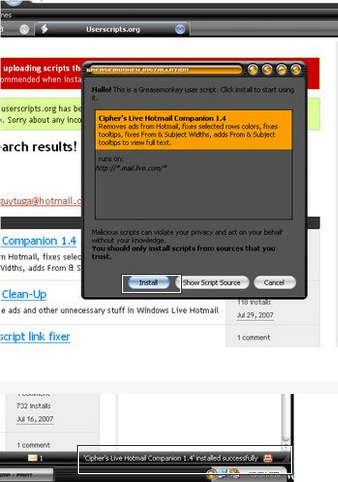 Userscripts.org
uploading scripts th
ommended when insta
userscripts.org has be
. Sorry about any inco
arch results!
guytuga@hotmail.c
Companion 1.4
m Hotmail, fixes selec
Widths, adds From & S
Clean-Up
e ads and other unnecessary stuff in Windows Live Hotmail
script link fixer
118 installs
Jul 29, 2007
1 comment
GREASEMONKEY INSTALLATION
Hallo! This is a Greasemonkey user script. Click install to start using
it.
Cipher's Live Hotmail Companion 1.4
Removes ads from Hotmail, fixes selected rows colors, fixes
tooltips, fixes From & Subject Widths, adds From & Subject
tooltips to view full text.
runs on:
http://*.mail.live.com/*
Malicious scripts can violate your privacy and act on your behalf
without your knowledge.
You should only install scripts from sources that you
trust.
Install
Show Script Source
Cancel
1 comment
732 installs
Jul 16, 2007
1 comment
1
'Cipher's Live Hotmail Companion 1.4' installed successfully